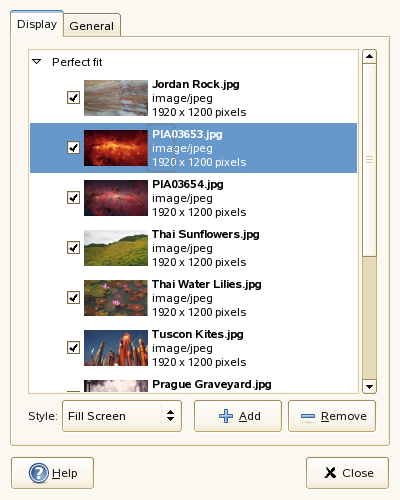 Display
General
Perfect fit
Jordan Rock.jpg
image/jpeg
1920 x 1200 pixels
PIA03653.jpg
image/jpeg
1920 x 1200 pixels
PIA03654.jpg
image/jpeg
1920 x 1200 pixels
Thai Sunflowers.jpg
image/jpeg
1920 x 1200 pixels
Thai Water Lilies.jpg
image/jpeg
1920 x 1200 pixels
Tuscon Kites.jpg
image/jpeg
1920 x 1200 pixels
Prague Graveyard.jpg
Style: Fill Screen
Add
Remove
Help
Close